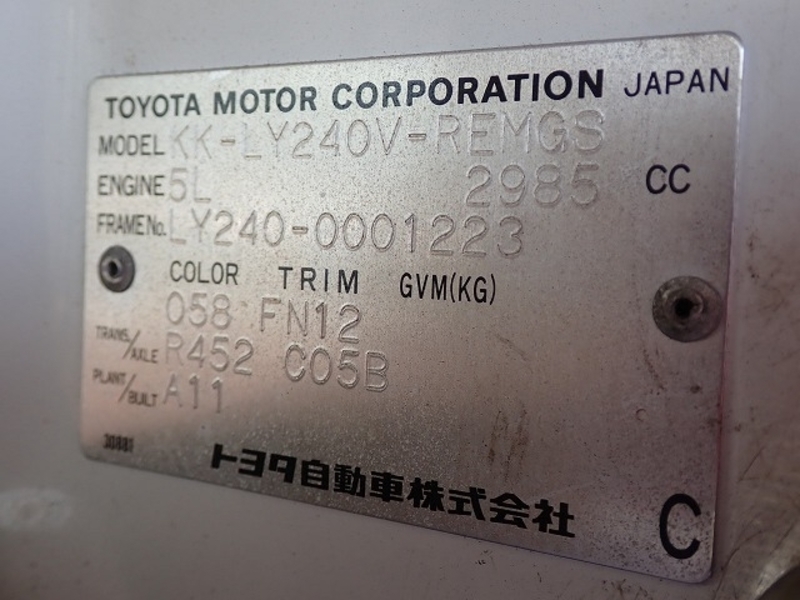 TOYOTA MOTOR CORPORATION JAPAN
MODEL KK-LY240V-REMGS
ENGINE 5L 2985 CC
FRAME No. LY240-0001223
COLOR TRIM GVM(KG)
058 FN12
TRANS./AXLE R452 C05B
PLANT/BUILT A11
30881
トヨタ自動車株式会社
C